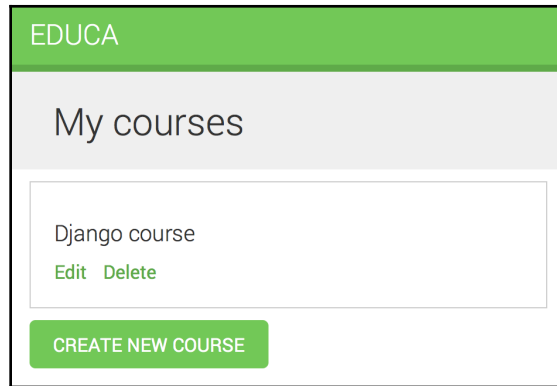 EDUCA
My courses
Django course
Edit Delete
CREATE NEW COURSE